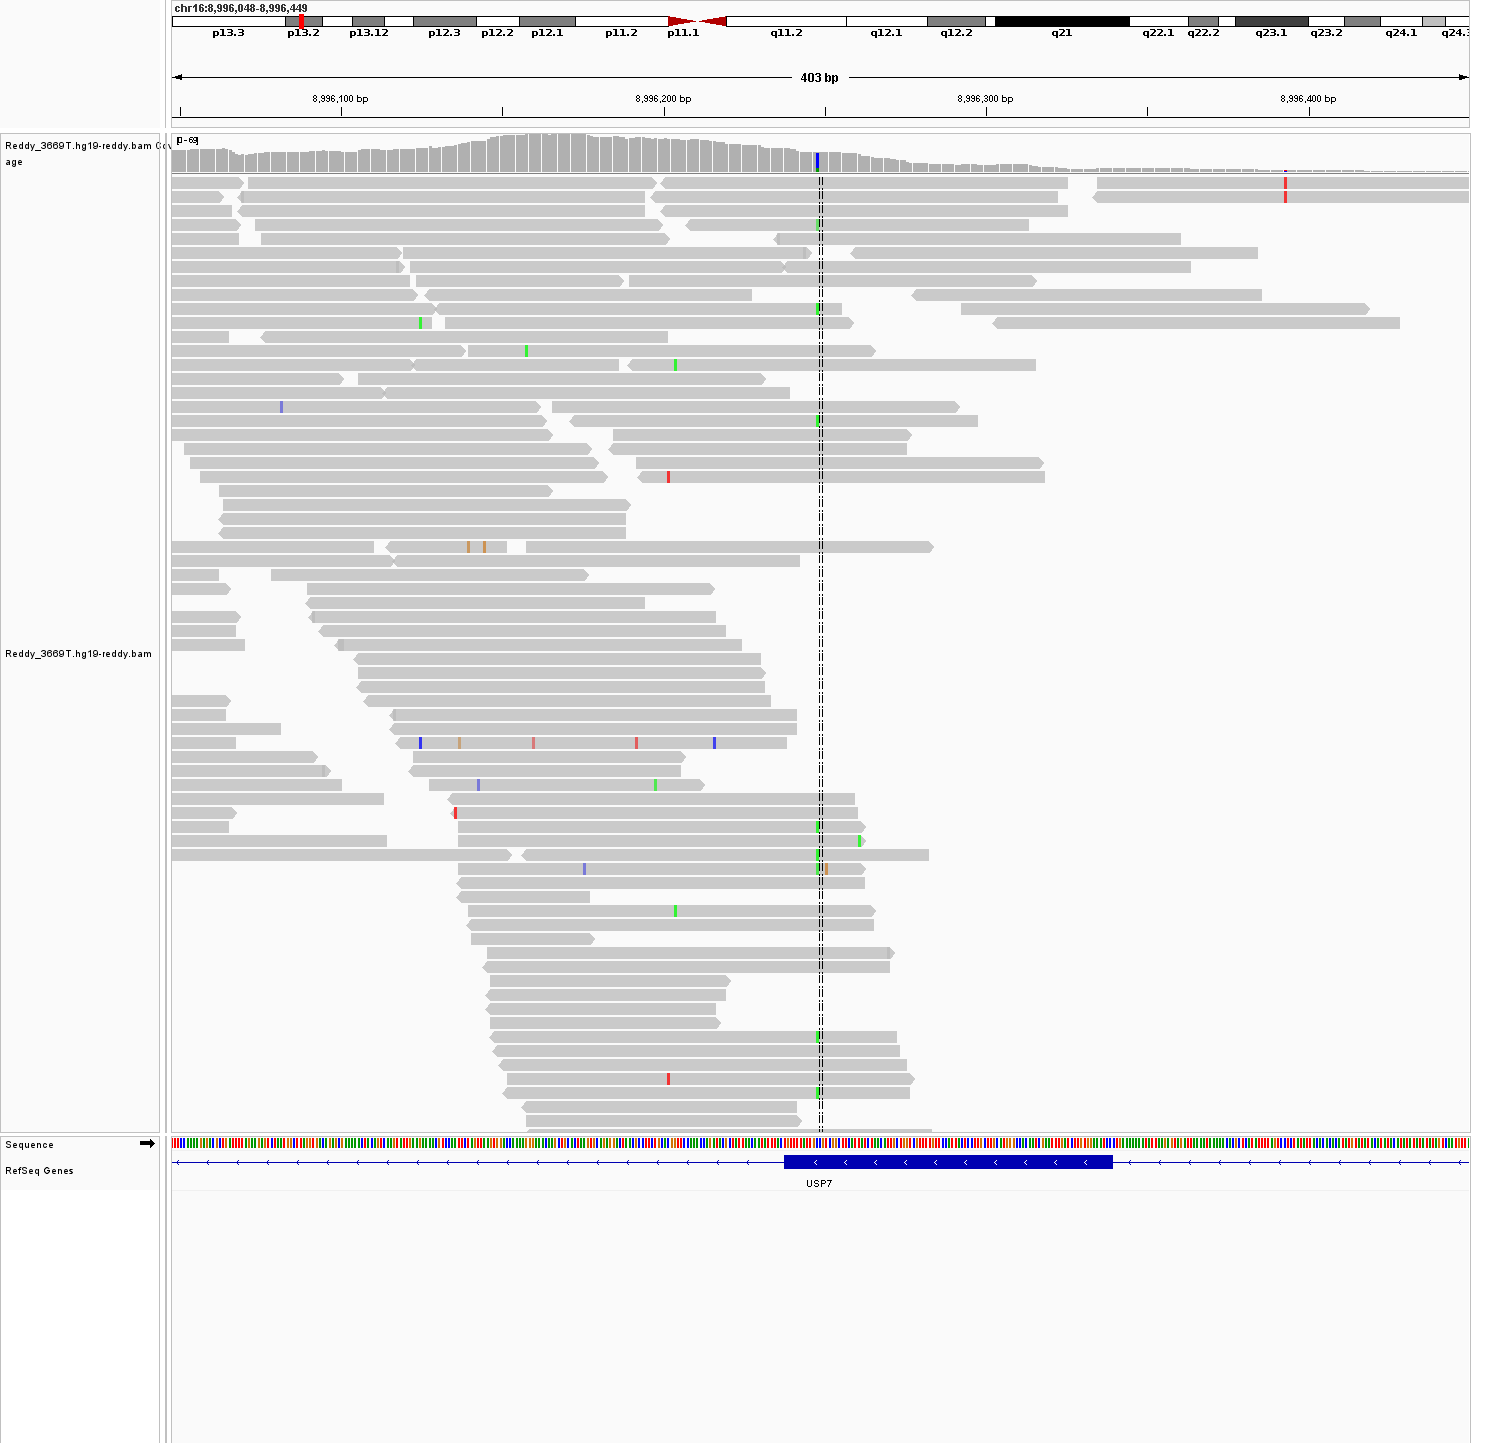 chr16:8,996,048-8,996,449
p13.3 p13.2 p13.12 p12.3 p12.2 p12.1 p11.2 p11.1 q11.2 q12.1 q12.2 q21 q22.1 q22.2 q23.1 q23.2 q24.1 q24.3
403 bp
8,996,100 bp 8,996,200 bp 8,996,300 bp 8,996,400 bp
[0-69]
Reddy_3669T.hg19-reddy.bam Cov
age
Reddy_3669T.hg19-reddy.bam
Sequence
RefSeq Genes
USP7